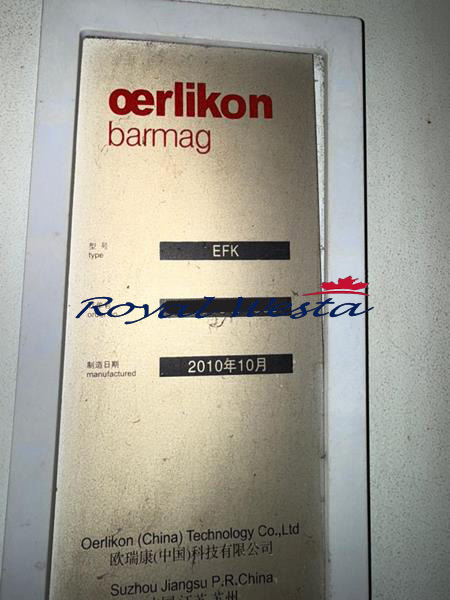 oerlikon
barmag
型 号
type
EFK
Royal Westa
order
制造日期
manufactured
2010年10月
Oerlikon (China) Technology Co.,Ltd
欧瑞康(中国)科技有限公司
Suzhou Jiangsu P.R.China